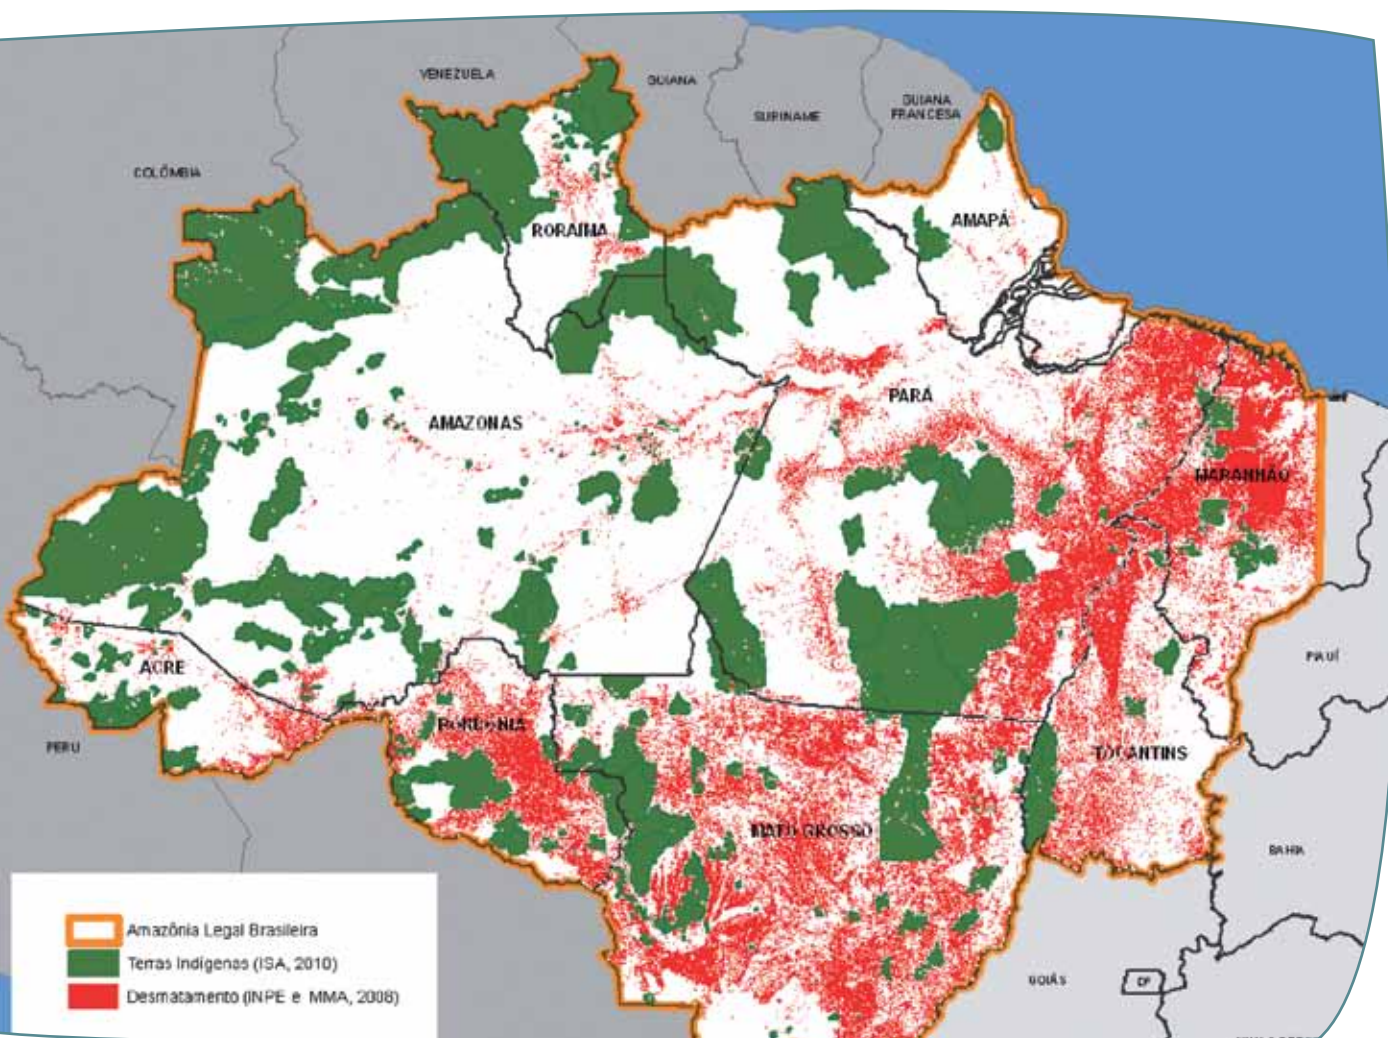 VENEZUELA
GUIANA
SURINAME
GUIANA
FRANCESA
COLÔMBIA
RORAIMA
AMAPÁ
PARÁ
AMAZONAS
MARANHÃO
ACRE
PIAUÍ
RONDÔNIA
PERU
TOCANTINS
MATO GROSSO
BAHIA
GOIÁS
DF
Amazônia Legal Brasileira
Terras Indígenas (ISA, 2010)
Desmatamento (INPE e MMA, 2008)